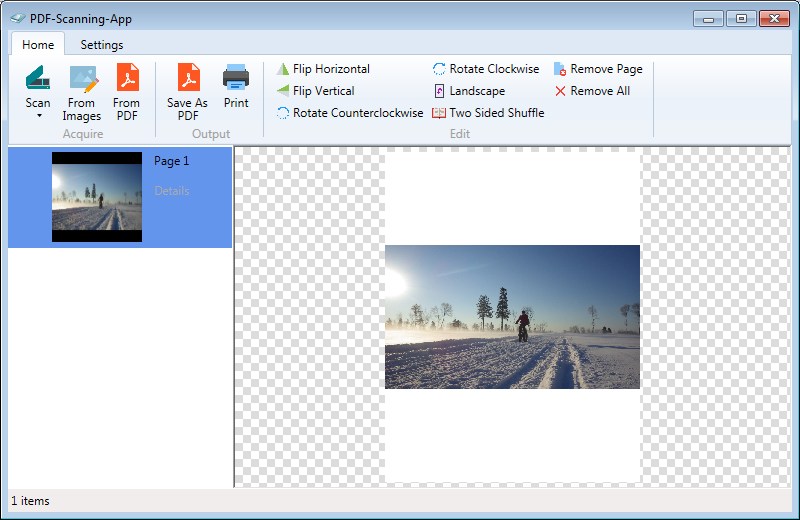 PDF-Scanning-App
Home Settings
Scan
From Images
From PDF
Acquire
Save As PDF
Print
Output
Flip Horizontal
Flip Vertical
Rotate Counterclockwise
Rotate Clockwise
Landscape
Two Sided Shuffle
Remove Page
Remove All
Edit
Page 1
Details
1 items